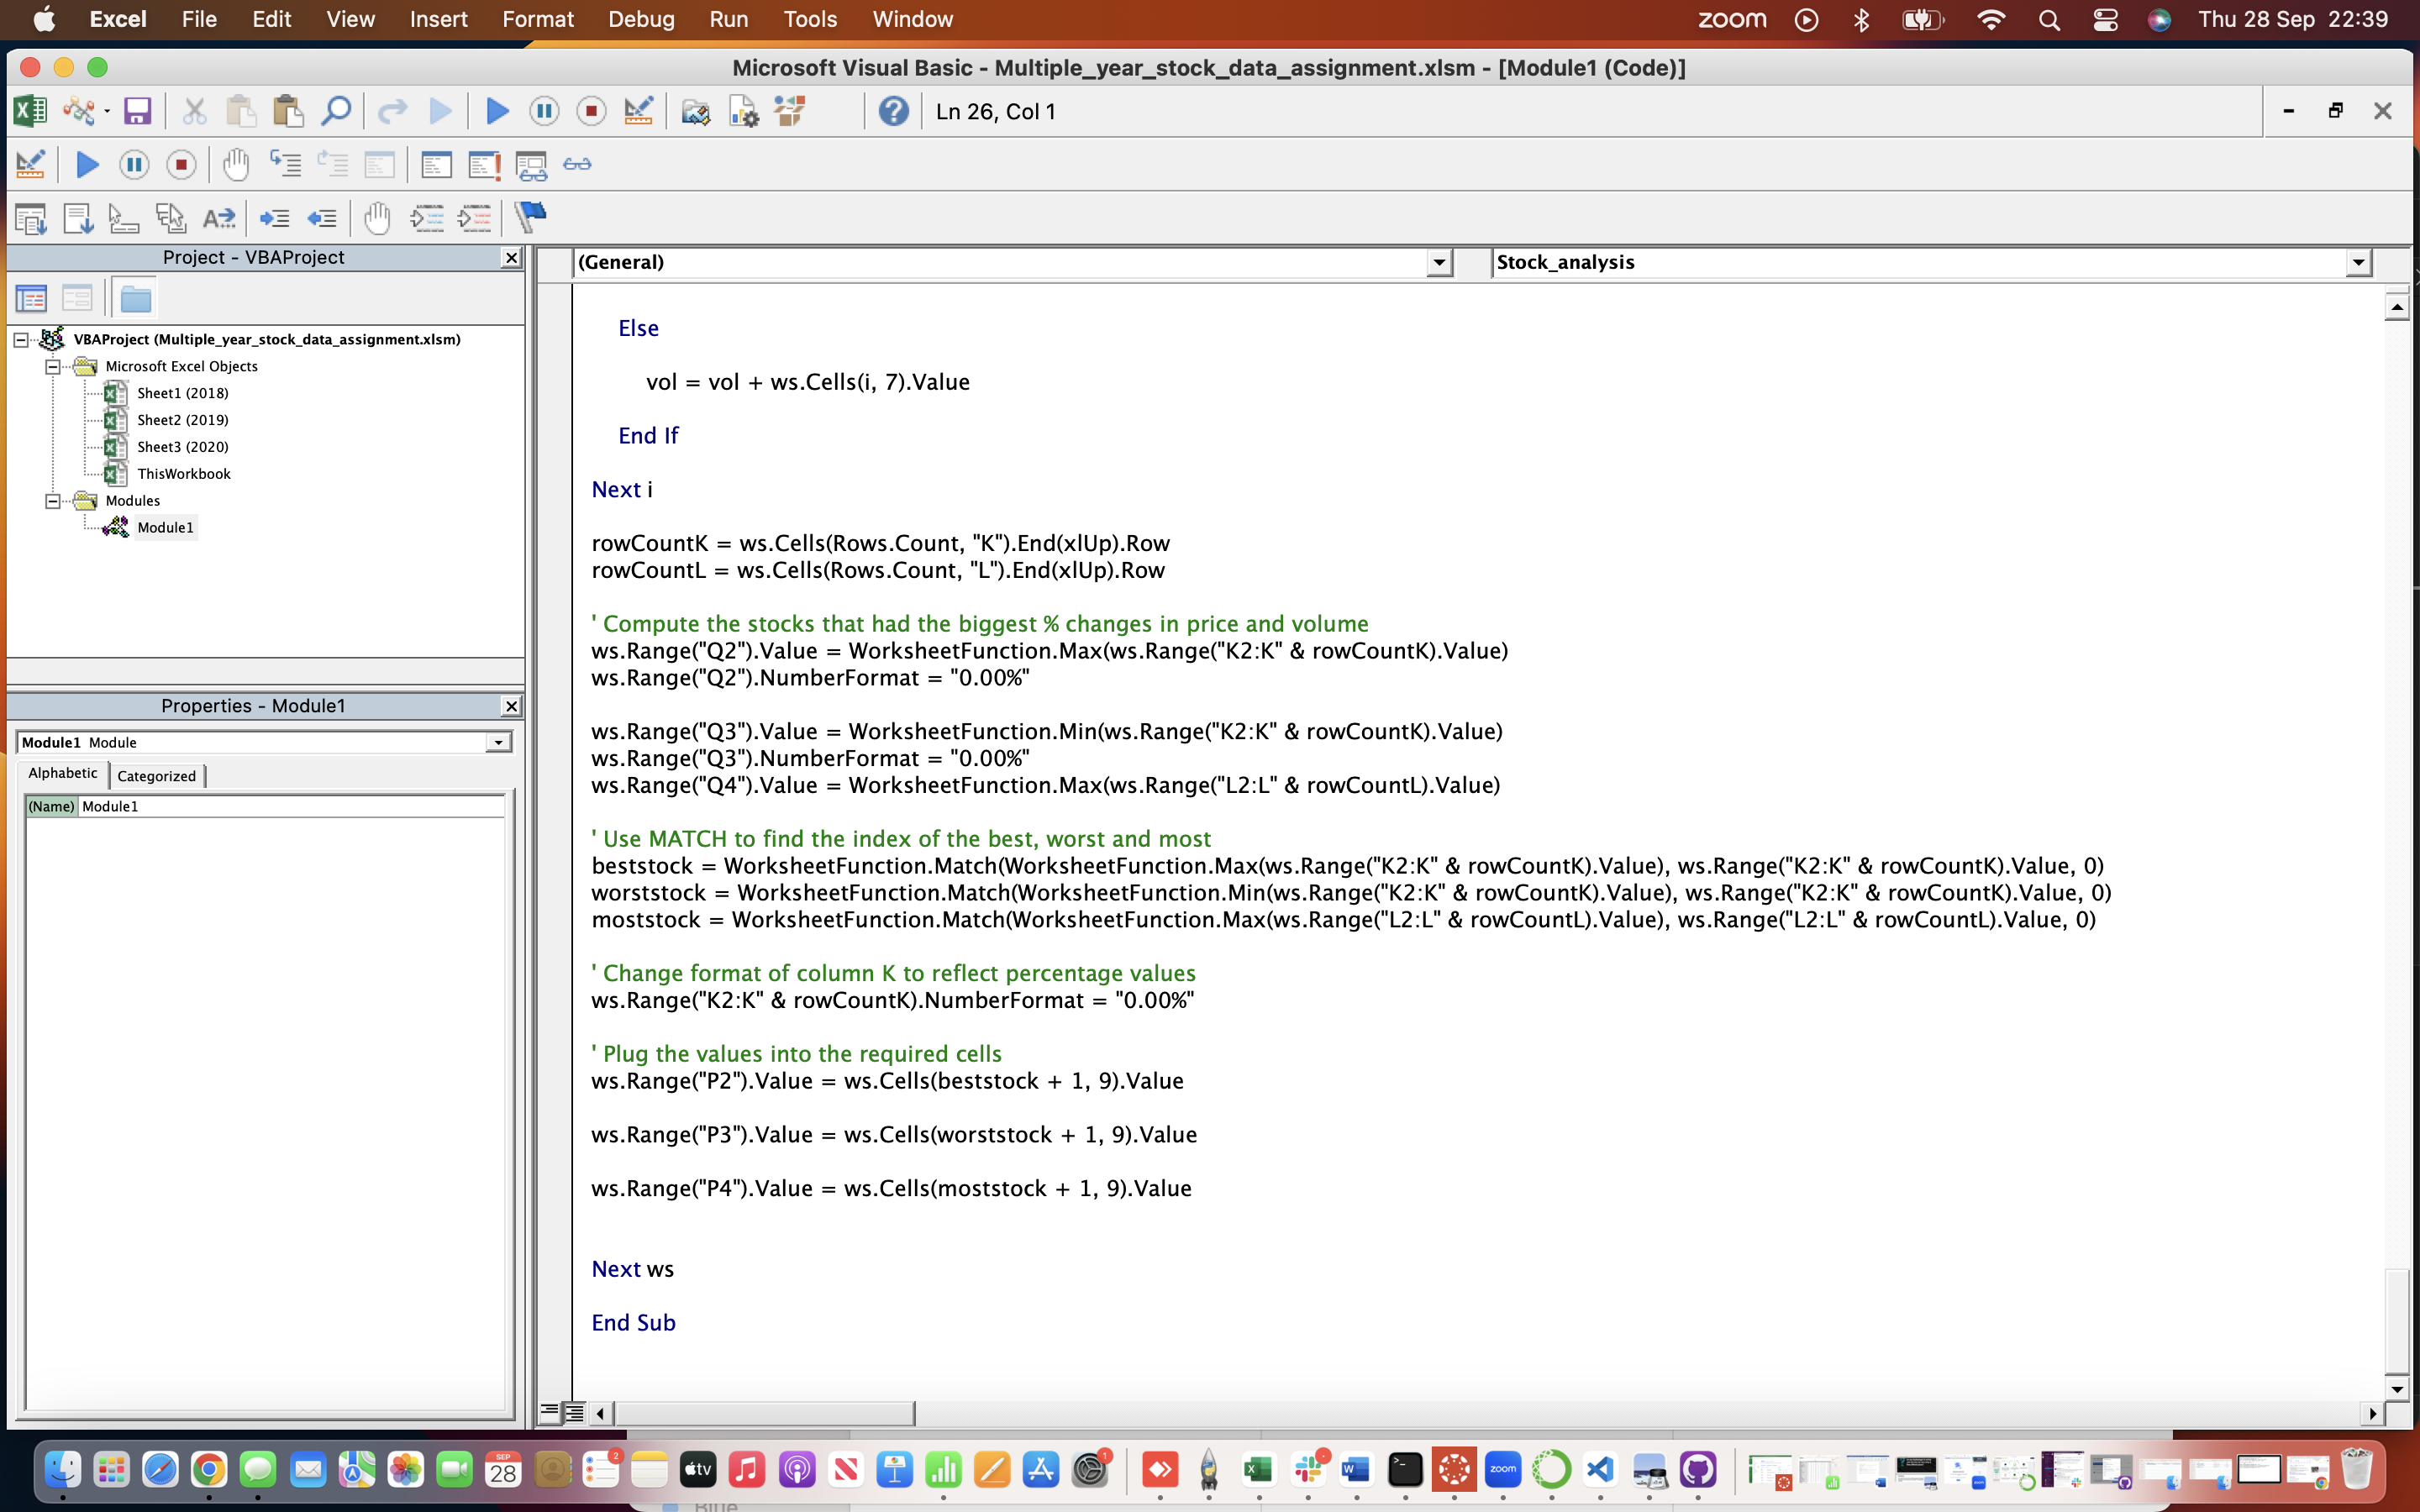 Excel File Edit View Insert Format Debug Run Tools Window zoom Thu 28 Sep 22:39
Microsoft Visual Basic - Multiple_year_stock_data_assignment.xlsm - [Module1 (Code)]
Ln 26, Col 1
Project - VBAProject
(General) Stock_analysis
VBAProject (Multiple_year_stock_data_assignment.xlsm)
Microsoft Excel Objects
Sheet1 (2018)
Sheet2 (2019)
Sheet3 (2020)
ThisWorkbook
Modules
Module1
Properties - Module1
Module1 Module
Alphabetic Categorized
(Name) Module1
Else
vol = vol + ws.Cells(i, 7).Value
End If
Next i
rowCountK = ws.Cells(Rows.Count, "K").End(xlUp).Row
rowCountL = ws.Cells(Rows.Count, "L").End(xlUp).Row
' Compute the stocks that had the biggest % changes in price and volume
ws.Range("Q2").Value = WorksheetFunction.Max(ws.Range("K2:K" & rowCountK).Value)
ws.Range("Q2").NumberFormat = "0.00%"
ws.Range("Q3").Value = WorksheetFunction.Min(ws.Range("K2:K" & rowCountK).Value)
ws.Range("Q3").NumberFormat = "0.00%"
ws.Range("Q4").Value = WorksheetFunction.Max(ws.Range("L2:L" & rowCountL).Value)
' Use MATCH to find the index of the best, worst and most
beststock = WorksheetFunction.Match(WorksheetFunction.Max(ws.Range("K2:K" & rowCountK).Value), ws.Range("K2:K" & rowCountK).Value, 0)
worststock = WorksheetFunction.Match(WorksheetFunction.Min(ws.Range("K2:K" & rowCountK).Value), ws.Range("K2:K" & rowCountK).Value, 0)
moststock = WorksheetFunction.Match(WorksheetFunction.Max(ws.Range("L2:L" & rowCountL).Value), ws.Range("L2:L" & rowCountL).Value, 0)
' Change format of column K to reflect percentage values
ws.Range("K2:K" & rowCountK).NumberFormat = "0.00%"
' Plug the values into the required cells
ws.Range("P2").Value = ws.Cells(beststock + 1, 9).Value
ws.Range("P3").Value = ws.Cells(worststock + 1, 9).Value
ws.Range("P4").Value = ws.Cells(moststock + 1, 9).Value
Next ws
End Sub
SEP
28
2
tv
1
zoom
Blue